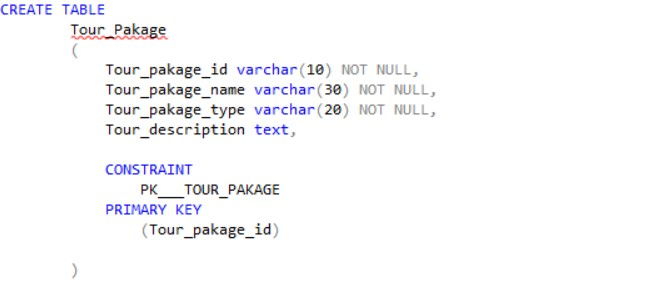 CREATE TABLE
Tour_Pakage
(
Tour_pakage_id varchar(10) NOT NULL,
Tour_pakage_name varchar(30) NOT NULL,
Tour_pakage_type varchar(20) NOT NULL,
Tour_description text,
CONSTRAINT
PK___TOUR_PAKAGE
PRIMARY KEY
(Tour_pakage_id)
)